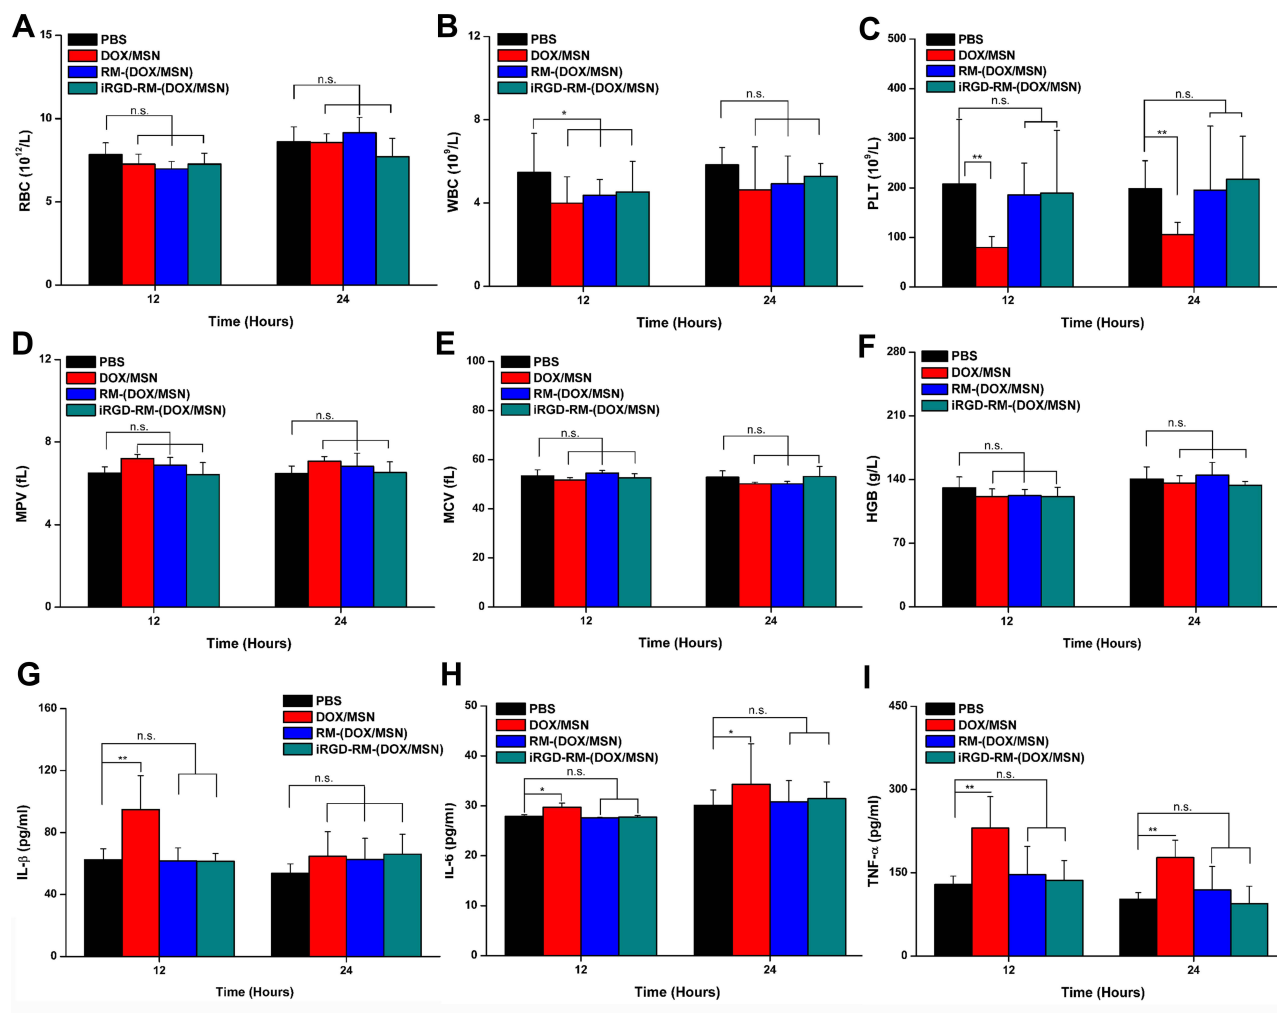 A
15
10
5
0
RBC (10^12/L)
PBS
DOX/MSN
RM-(DOX/MSN)
iRGD-RM-(DOX/MSN)
n.s.
n.s.
12
24
Time (Hours)
B
12
8
4
0
WBC (10^9/L)
PBS
DOX/MSN
RM-(DOX/MSN)
iRGD-RM-(DOX/MSN)
*
n.s.
12
24
Time (Hours)
C
500
400
300
200
100
0
PLT (10^9/L)
PBS
DOX/MSN
RM-(DOX/MSN)
iRGD-RM-(DOX/MSN)
n.s.
**
n.s.
**
12
24
Time (Hours)
D
12
8
4
0
MPV (fL)
PBS
DOX/MSN
RM-(DOX/MSN)
iRGD-RM-(DOX/MSN)
n.s.
n.s.
12
24
Time (Hours)
E
100
80
60
40
20
0
MCV (fL)
PBS
DOX/MSN
RM-(DOX/MSN)
iRGD-RM-(DOX/MSN)
n.s.
n.s.
12
24
Time (Hours)
F
280
210
140
70
0
HGB (g/L)
PBS
DOX/MSN
RM-(DOX/MSN)
iRGD-RM-(DOX/MSN)
n.s.
n.s.
12
24
Time (Hours)
G
160
120
80
40
0
IL-β (pg/ml)
PBS
DOX/MSN
RM-(DOX/MSN)
iRGD-RM-(DOX/MSN)
n.s.
**
n.s.
12
24
Time (Hours)
H
50
40
30
20
10
0
IL-6 (pg/ml)
PBS
DOX/MSN
RM-(DOX/MSN)
iRGD-RM-(DOX/MSN)
n.s.
*
n.s.
*
12
24
Time (Hours)
I
450
300
150
0
TNF-α (pg/ml)
PBS
DOX/MSN
RM-(DOX/MSN)
iRGD-RM-(DOX/MSN)
n.s.
**
n.s.
**
12
24
Time (Hours)